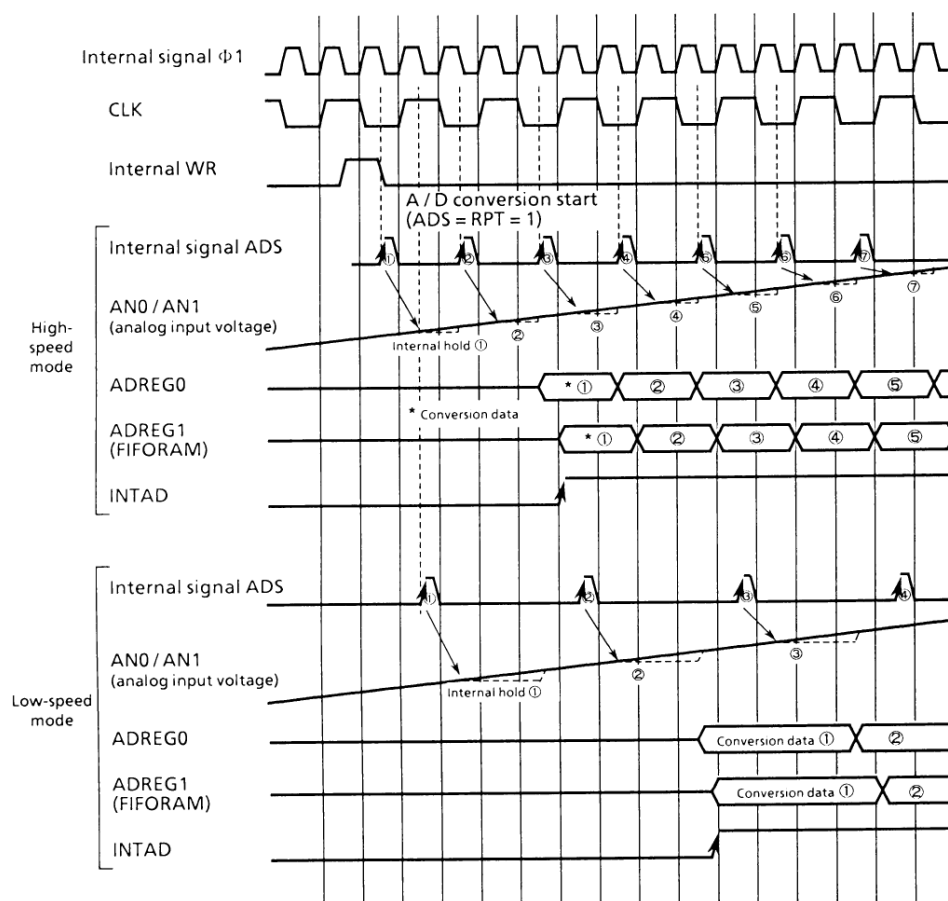 Internal signal Φ1
CLK
Internal WR
A / D conversion start
(ADS = RPT = 1)
Internal signal ADS
① ② ③ ④ ⑤ ⑥ ⑦
AN0 / AN1
(analog input voltage)
Internal hold ① ② ③ ④ ⑤ ⑥ ⑦
High-
speed
mode
ADREG0
* ① ② ③ ④ ⑤
* Conversion data
ADREG1
(FIFORAM)
* ① ② ③ ④ ⑤
INTAD
Internal signal ADS
① ② ③ ④
AN0 / AN1
(analog input voltage)
Internal hold ① ② ③
Low-speed
mode
ADREG0
Conversion data ① ②
ADREG1
(FIFORAM)
Conversion data ① ②
INTAD